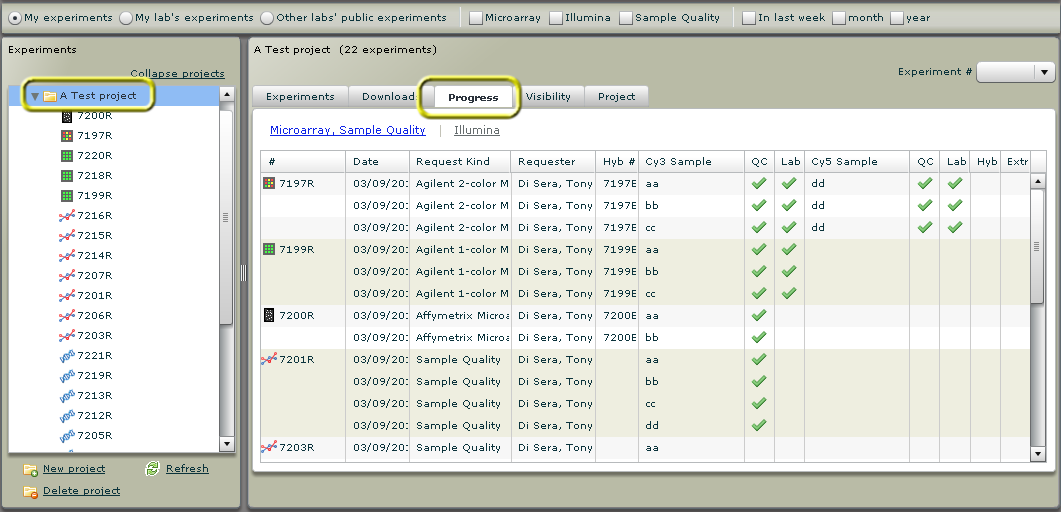 My experiments My lab's experiments Other labs' public experiments Microarray Illumina Sample Quality In last week month year
Experiments
Collapse projects
A Test project
7200R
7197R
7220R
7218R
7199R
7216R
7215R
7214R
7207R
7201R
7206R
7203R
7221R
7219R
7213R
7212R
7205R
New project Refresh
Delete project
A Test project (22 experiments)
Experiment #
Experiments Download Progress Visibility Project
Microarray, Sample Quality Illumina
# Date Request Kind Requester Hyb # Cy3 Sample QC Lab Cy5 Sample QC Lab Hyb Extr
7197R 03/09/20 Agilent 2-color M Di Sera, Tony 7197E aa dd
03/09/20 Agilent 2-color M Di Sera, Tony 7197E bb dd
03/09/20 Agilent 2-color M Di Sera, Tony 7197E cc dd
7199R 03/09/20 Agilent 1-color M Di Sera, Tony 7199E aa
03/09/20 Agilent 1-color M Di Sera, Tony 7199E bb
03/09/20 Agilent 1-color M Di Sera, Tony 7199E cc
7200R 03/09/20 Affymetrix Micro Di Sera, Tony 7200E aa
03/09/20 Affymetrix Micro Di Sera, Tony 7200E bb
7201R 03/09/20 Sample Quality Di Sera, Tony aa
03/09/20 Sample Quality Di Sera, Tony bb
03/09/20 Sample Quality Di Sera, Tony cc
03/09/20 Sample Quality Di Sera, Tony dd
7203R 03/09/20 Sample Quality Di Sera, Tony aa